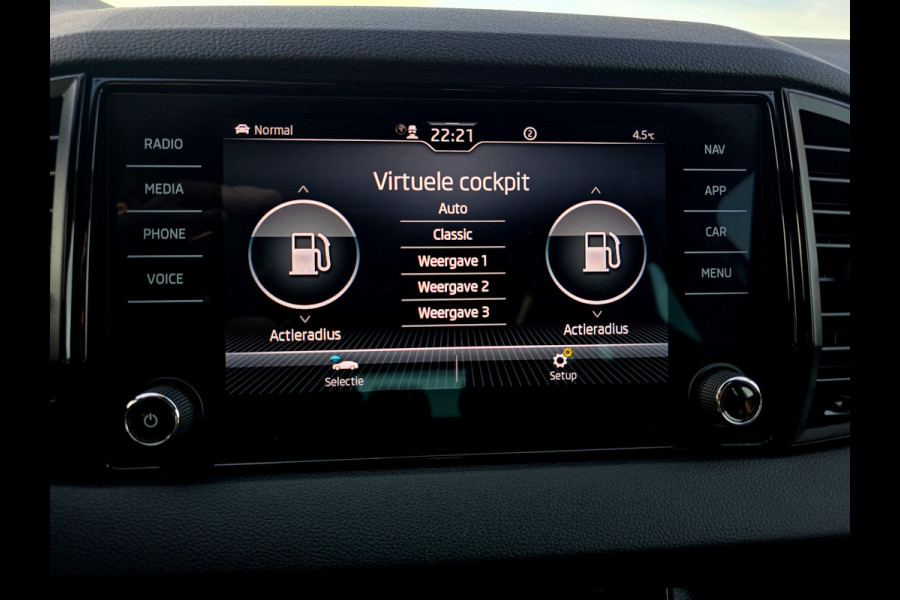 Normal
22:21
2
4.5°C
RADIO
MEDIA
PHONE
VOICE
Virtuele cockpit
Auto
Classic
Weergave 1
Weergave 2
Weergave 3
Actieradius
Actieradius
Selectie
Setup
NAV
APP
CAR
MENU